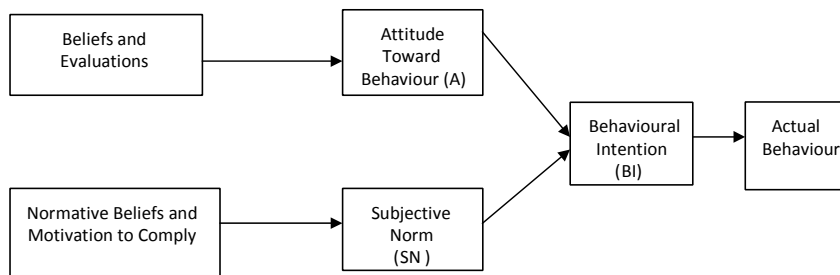 Beliefs and
Evaluations
Attitude
Toward
Behaviour (A)
Behavioural
Intention
(BI)
Actual
Behaviour
Normative Beliefs and
Motivation to Comply
Subjective
Norm
(SN )